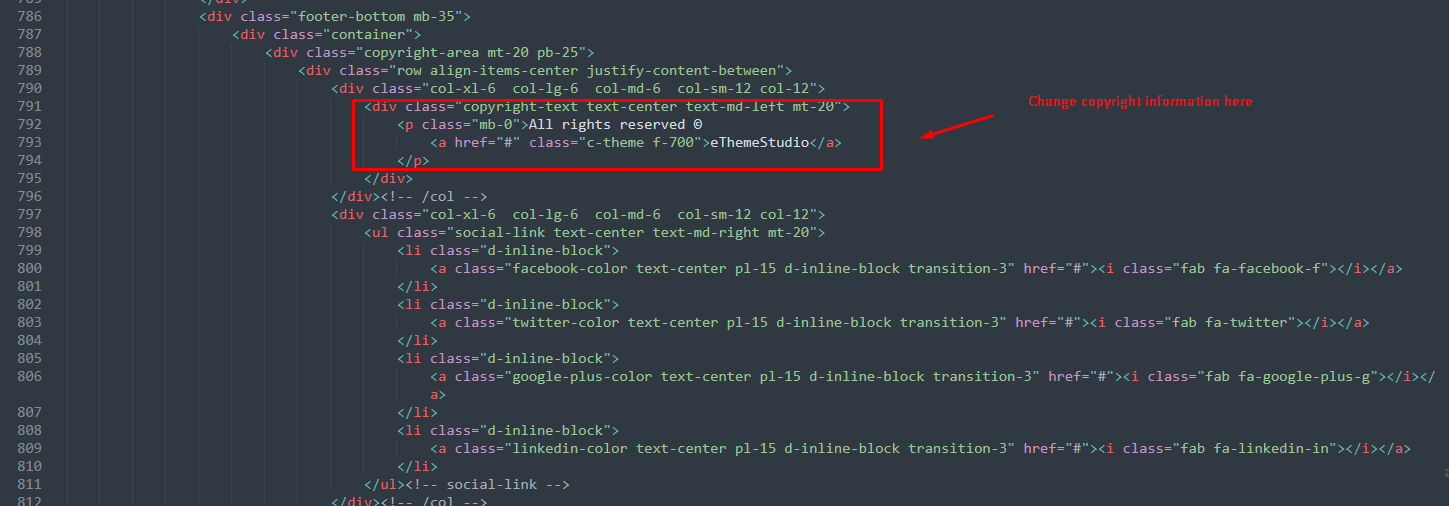 785 </div>
786 <div class="footer-bottom mb-35">
787 <div class="container">
788 <div class="copyright-area mt-20 pb-25">
789 <div class="row align-items-center justify-content-between">
790 <div class="col-xl-6  col-lg-6  col-md-6  col-sm-12 col-12">
791 <div class="copyright-text text-center text-md-left mt-20">
Change copyright information here
792 <p class="mb-0">All rights reserved ©
793 <a href="#" class="c-theme f-700">eThemeStudio</a>
794 </p>
795 </div>
796 </div><!-- /col -->
797 <div class="col-xl-6  col-lg-6  col-md-6  col-sm-12 col-12">
798 <ul class="social-link text-center text-md-right mt-20">
799 <li class="d-inline-block">
800 <a class="facebook-color text-center pl-15 d-inline-block transition-3" href="#"><i class="fab fa-facebook-f"></i></a>
801 </li>
802 <li class="d-inline-block">
803 <a class="twitter-color text-center pl-15 d-inline-block transition-3" href="#"><i class="fab fa-twitter"></i></a>
804 </li>
805 <li class="d-inline-block">
806 <a class="google-plus-color text-center pl-15 d-inline-block transition-3" href="#"><i class="fab fa-google-plus-g"></i></
a>
807 </li>
808 <li class="d-inline-block">
809 <a class="linkedin-color text-center pl-15 d-inline-block transition-3" href="#"><i class="fab fa-linkedin-in"></i></a>
810 </li>
811 </ul><!-- social-link -->
812 </div><!-- /col -->